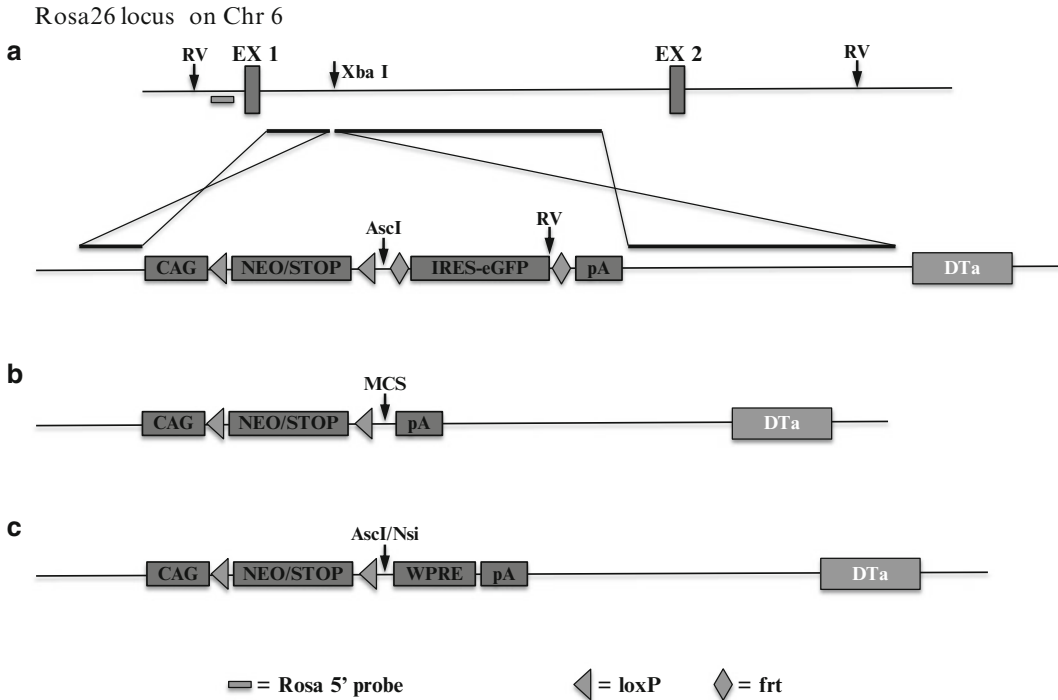 Rosa26 locus on Chr 6
a
RV
EX 1
Xba I
EX 2
RV
AscI
RV
CAG
NEO/STOP
IRES-eGFP
pA
DTa
b
MCS
CAG
NEO/STOP
pA
DTa
c
AscI/Nsi
CAG
NEO/STOP
WPRE
pA
DTa
= Rosa 5' probe
= loxP
= frt